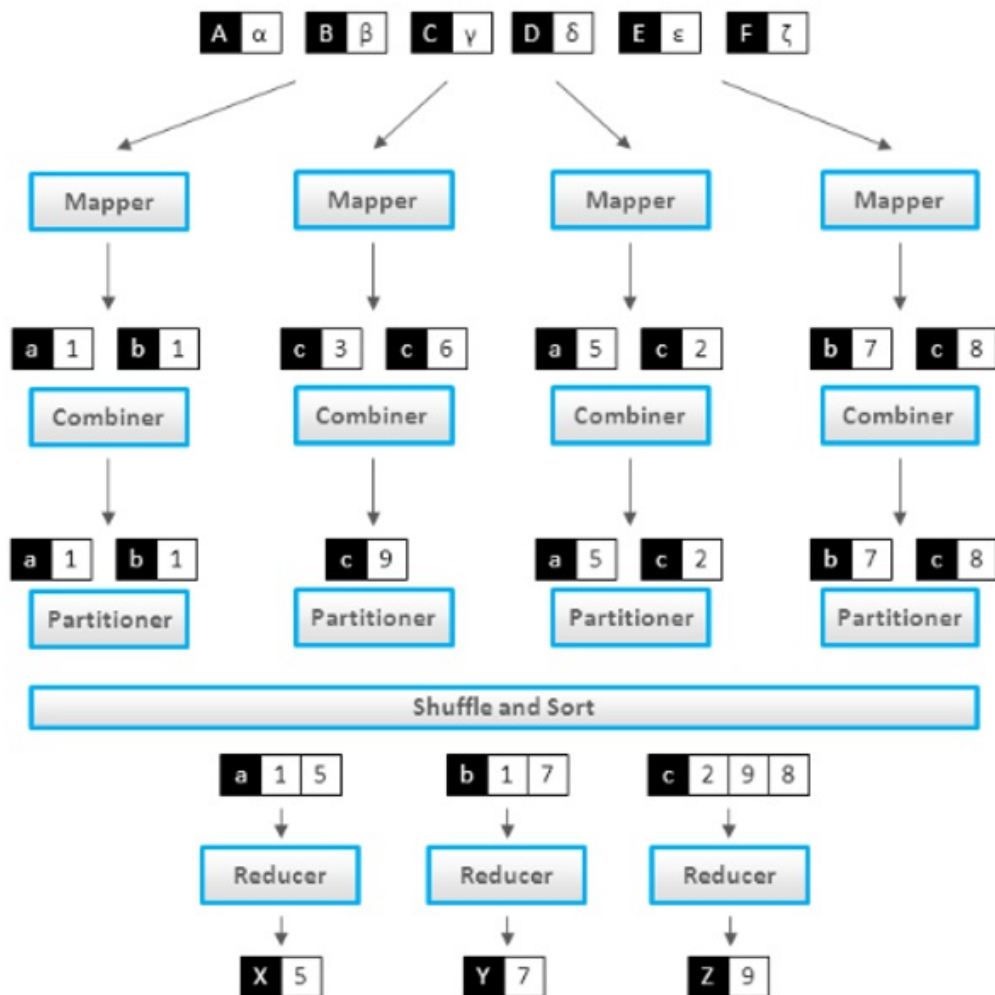 A α B β C γ D δ E ε F ζ
Mapper Mapper Mapper Mapper
a 1 b 1 c 3 c 6 a 5 c 2 b 7 c 8
Combiner Combiner Combiner Combiner
a 1 b 1 c 9 a 5 c 2 b 7 c 8
Partitioner Partitioner Partitioner Partitioner
Shuffle and Sort
a 1 5 b 1 7 c 2 9 8
Reducer Reducer Reducer
X 5 Y 7 Z 9